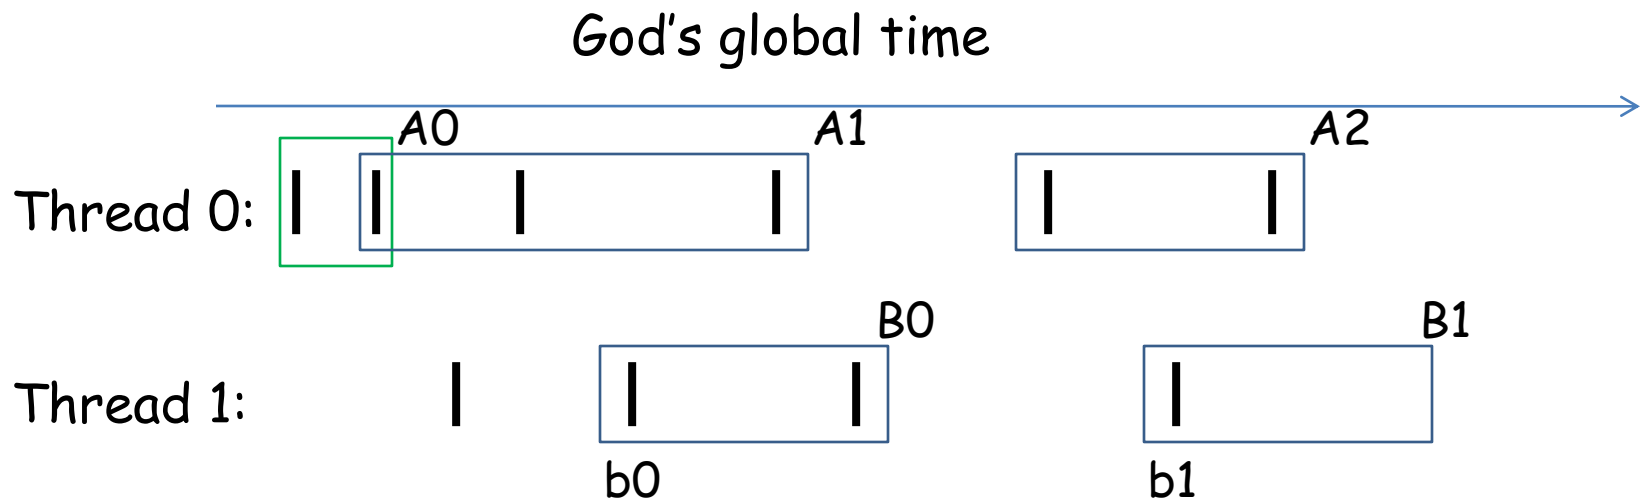 God's global time
A0 A1 A2
Thread 0:
B0 B1
Thread 1:
b0 b1